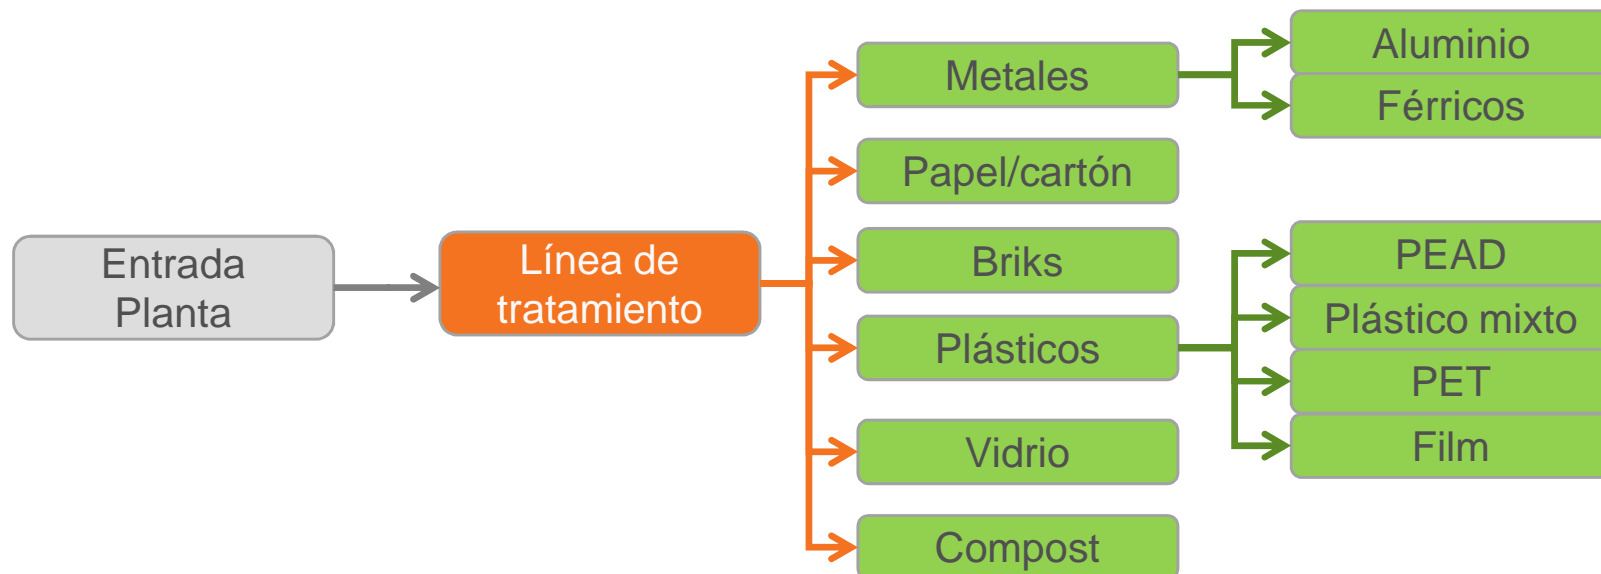 Entrada
Planta
Línea de
tratamiento
Metales
Papel/cartón
Briks
Plásticos
Vidrio
Compost
Aluminio
Férricos
PEAD
Plástico mixto
PET
Film